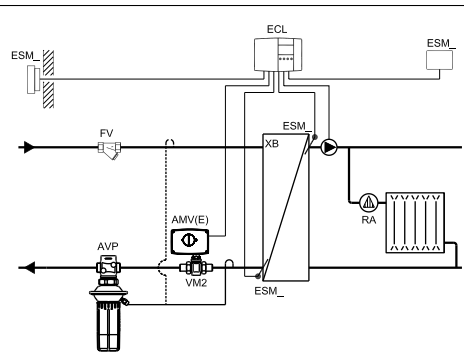 ECL
ESM_
ESM_
FV
ESM_
XB
AMV(E)
RA
AVP
VM2
ESM_